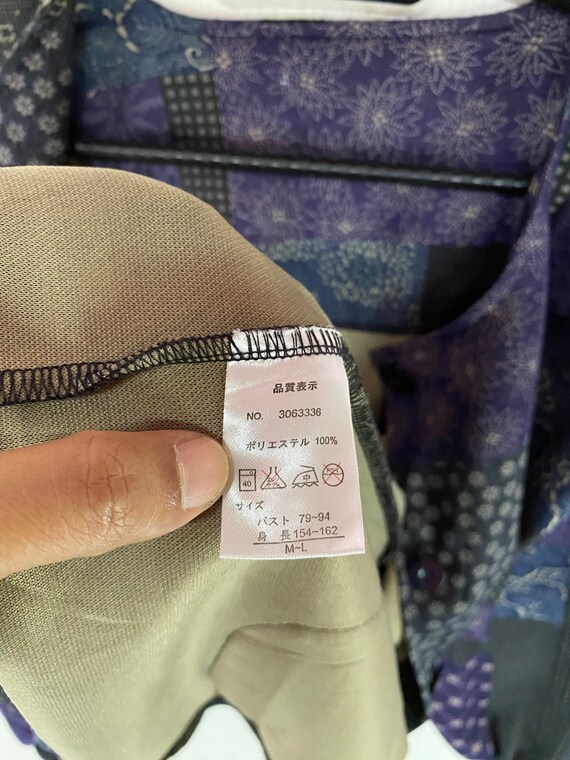 品質表示
NO. 3063336
ポリエステル 100%
40 中
サイズ
バスト 79~94
身 長 154~162
M~L